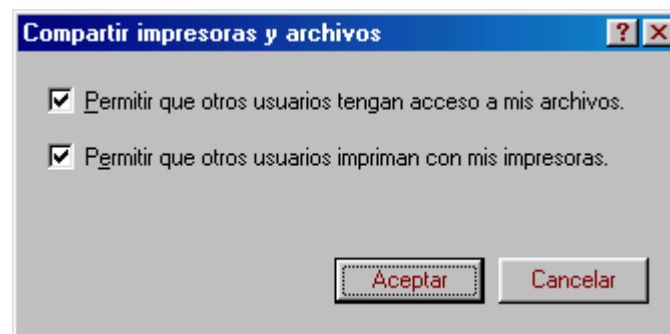 Compartir impresoras y archivos
Permitir que otros usuarios tengan acceso a mis archivos.
Permitir que otros usuarios impriman con mis impresoras.
Aceptar Cancelar